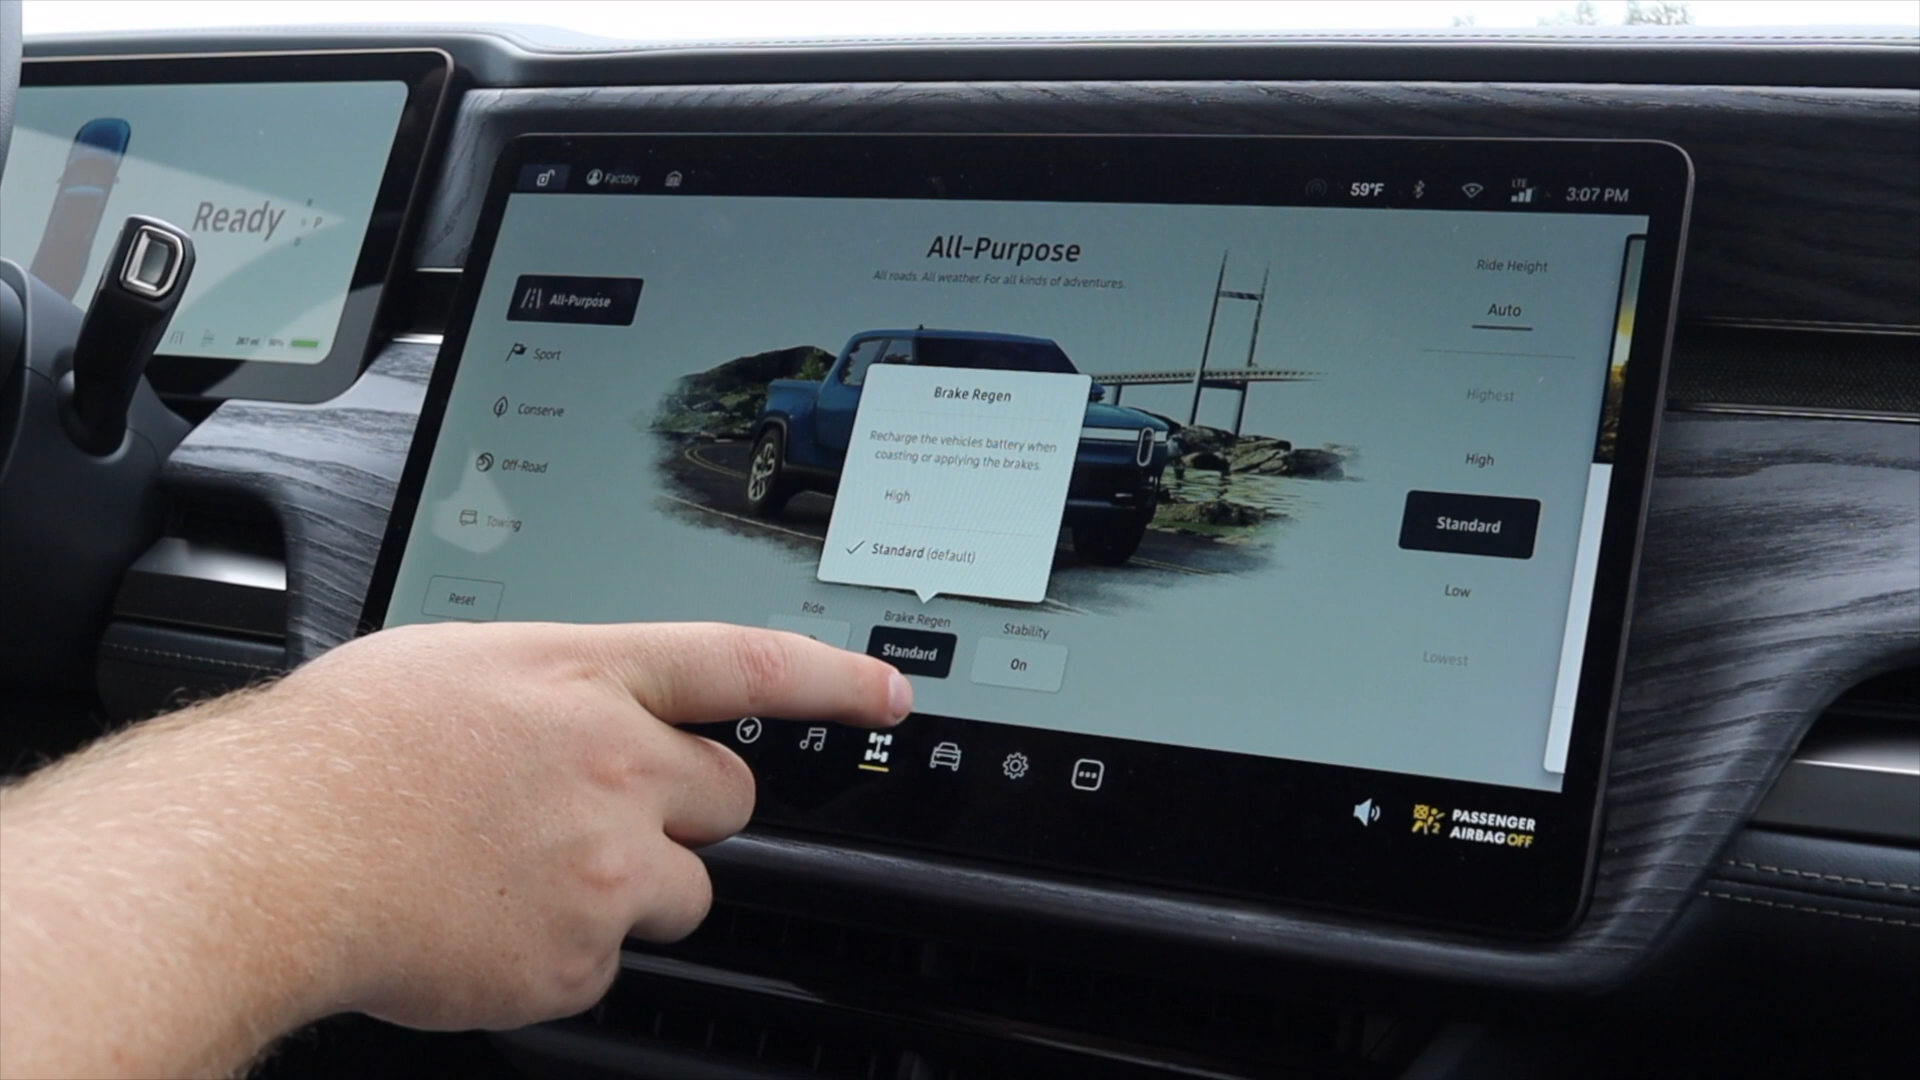 Ready
P
267 mi
Factory
59°F
LTE
3:07 PM
All-Purpose
All roads. All weather. For all kinds of adventures.
All-Purpose
Sport
Conserve
Off-Road
Towing
Reset
Brake Regen
Recharge the vehicles battery when
coasting or applying the brakes.
High
Standard (default)
Ride
Brake Regen
Standard
Stability
On
Ride Height
Auto
Highest
High
Standard
Low
Lowest
PASSENGER
AIRBAG OFF